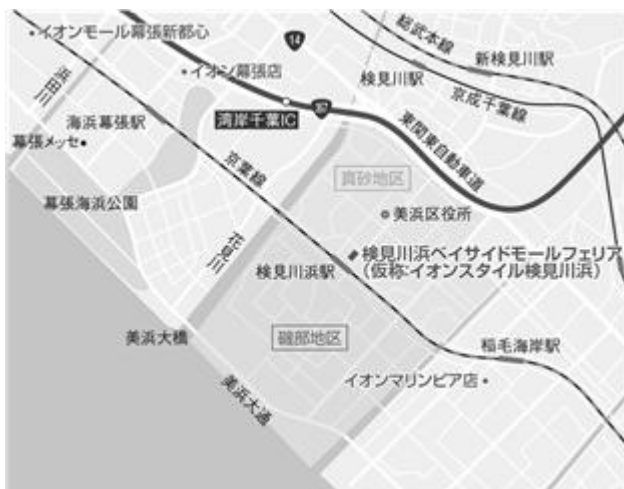 イオンモール幕張新都心
14
総武本線
新検見川駅
イオン幕張店
検見川駅
京成千葉線
浜田川
湾岸千葉IC
357
海浜幕張駅
東関東自動車道
幕張メッセ
京葉線
真砂地区
幕張海浜公園
花見川
美浜区役所
検見川浜ベイサイドモールフェリア
(仮称:イオンスタイル検見川浜)
検見川浜駅
美浜大橋
磯部地区
稲毛海岸駅
イオンマリンピア店
美浜大通